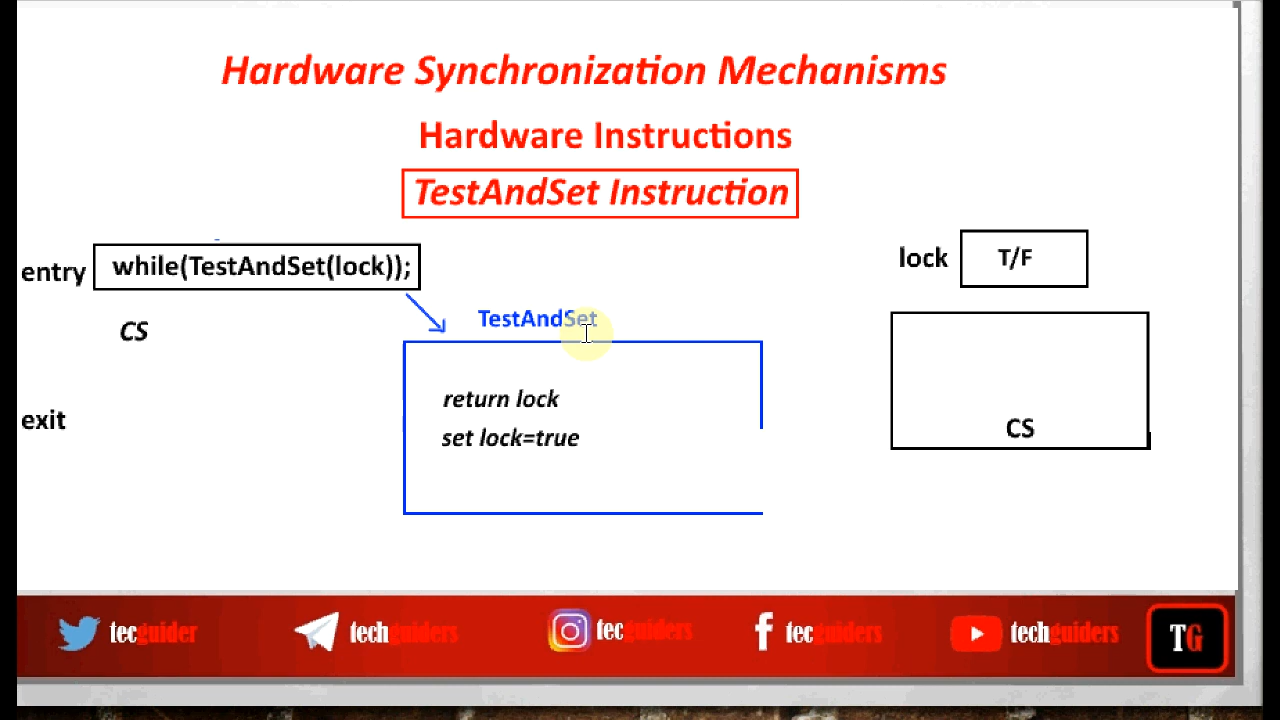 Hardware Synchronization Mechanisms
Hardware Instructions
TestAndSet Instruction
entry
while(TestAndSet(lock));
lock
T/F
CS
TestAndSet
return lock
set lock=true
exit
CS
tecguider
techguiders
tecguiders
tecguiders
techguiders
TG